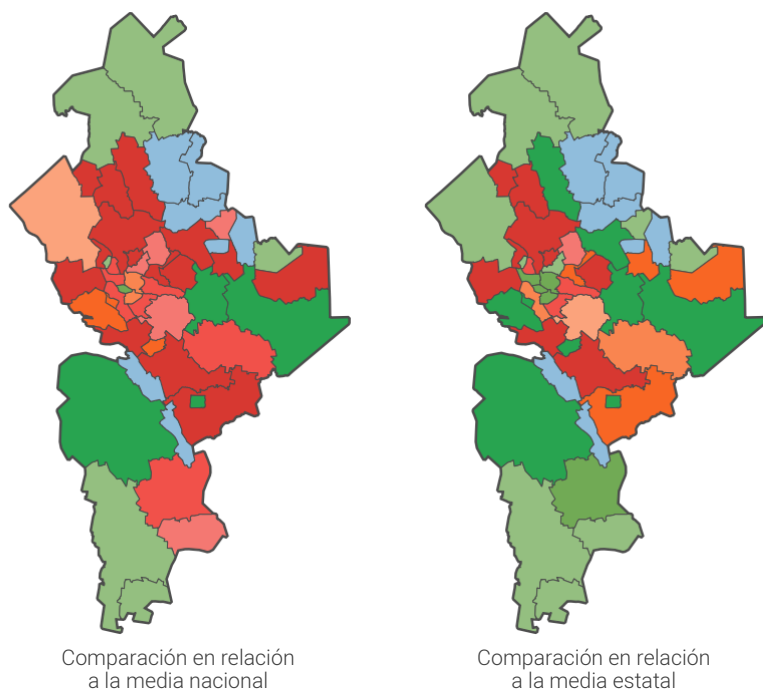 Comparación en relación
a la media nacional
Comparación en relación
a la media estatal